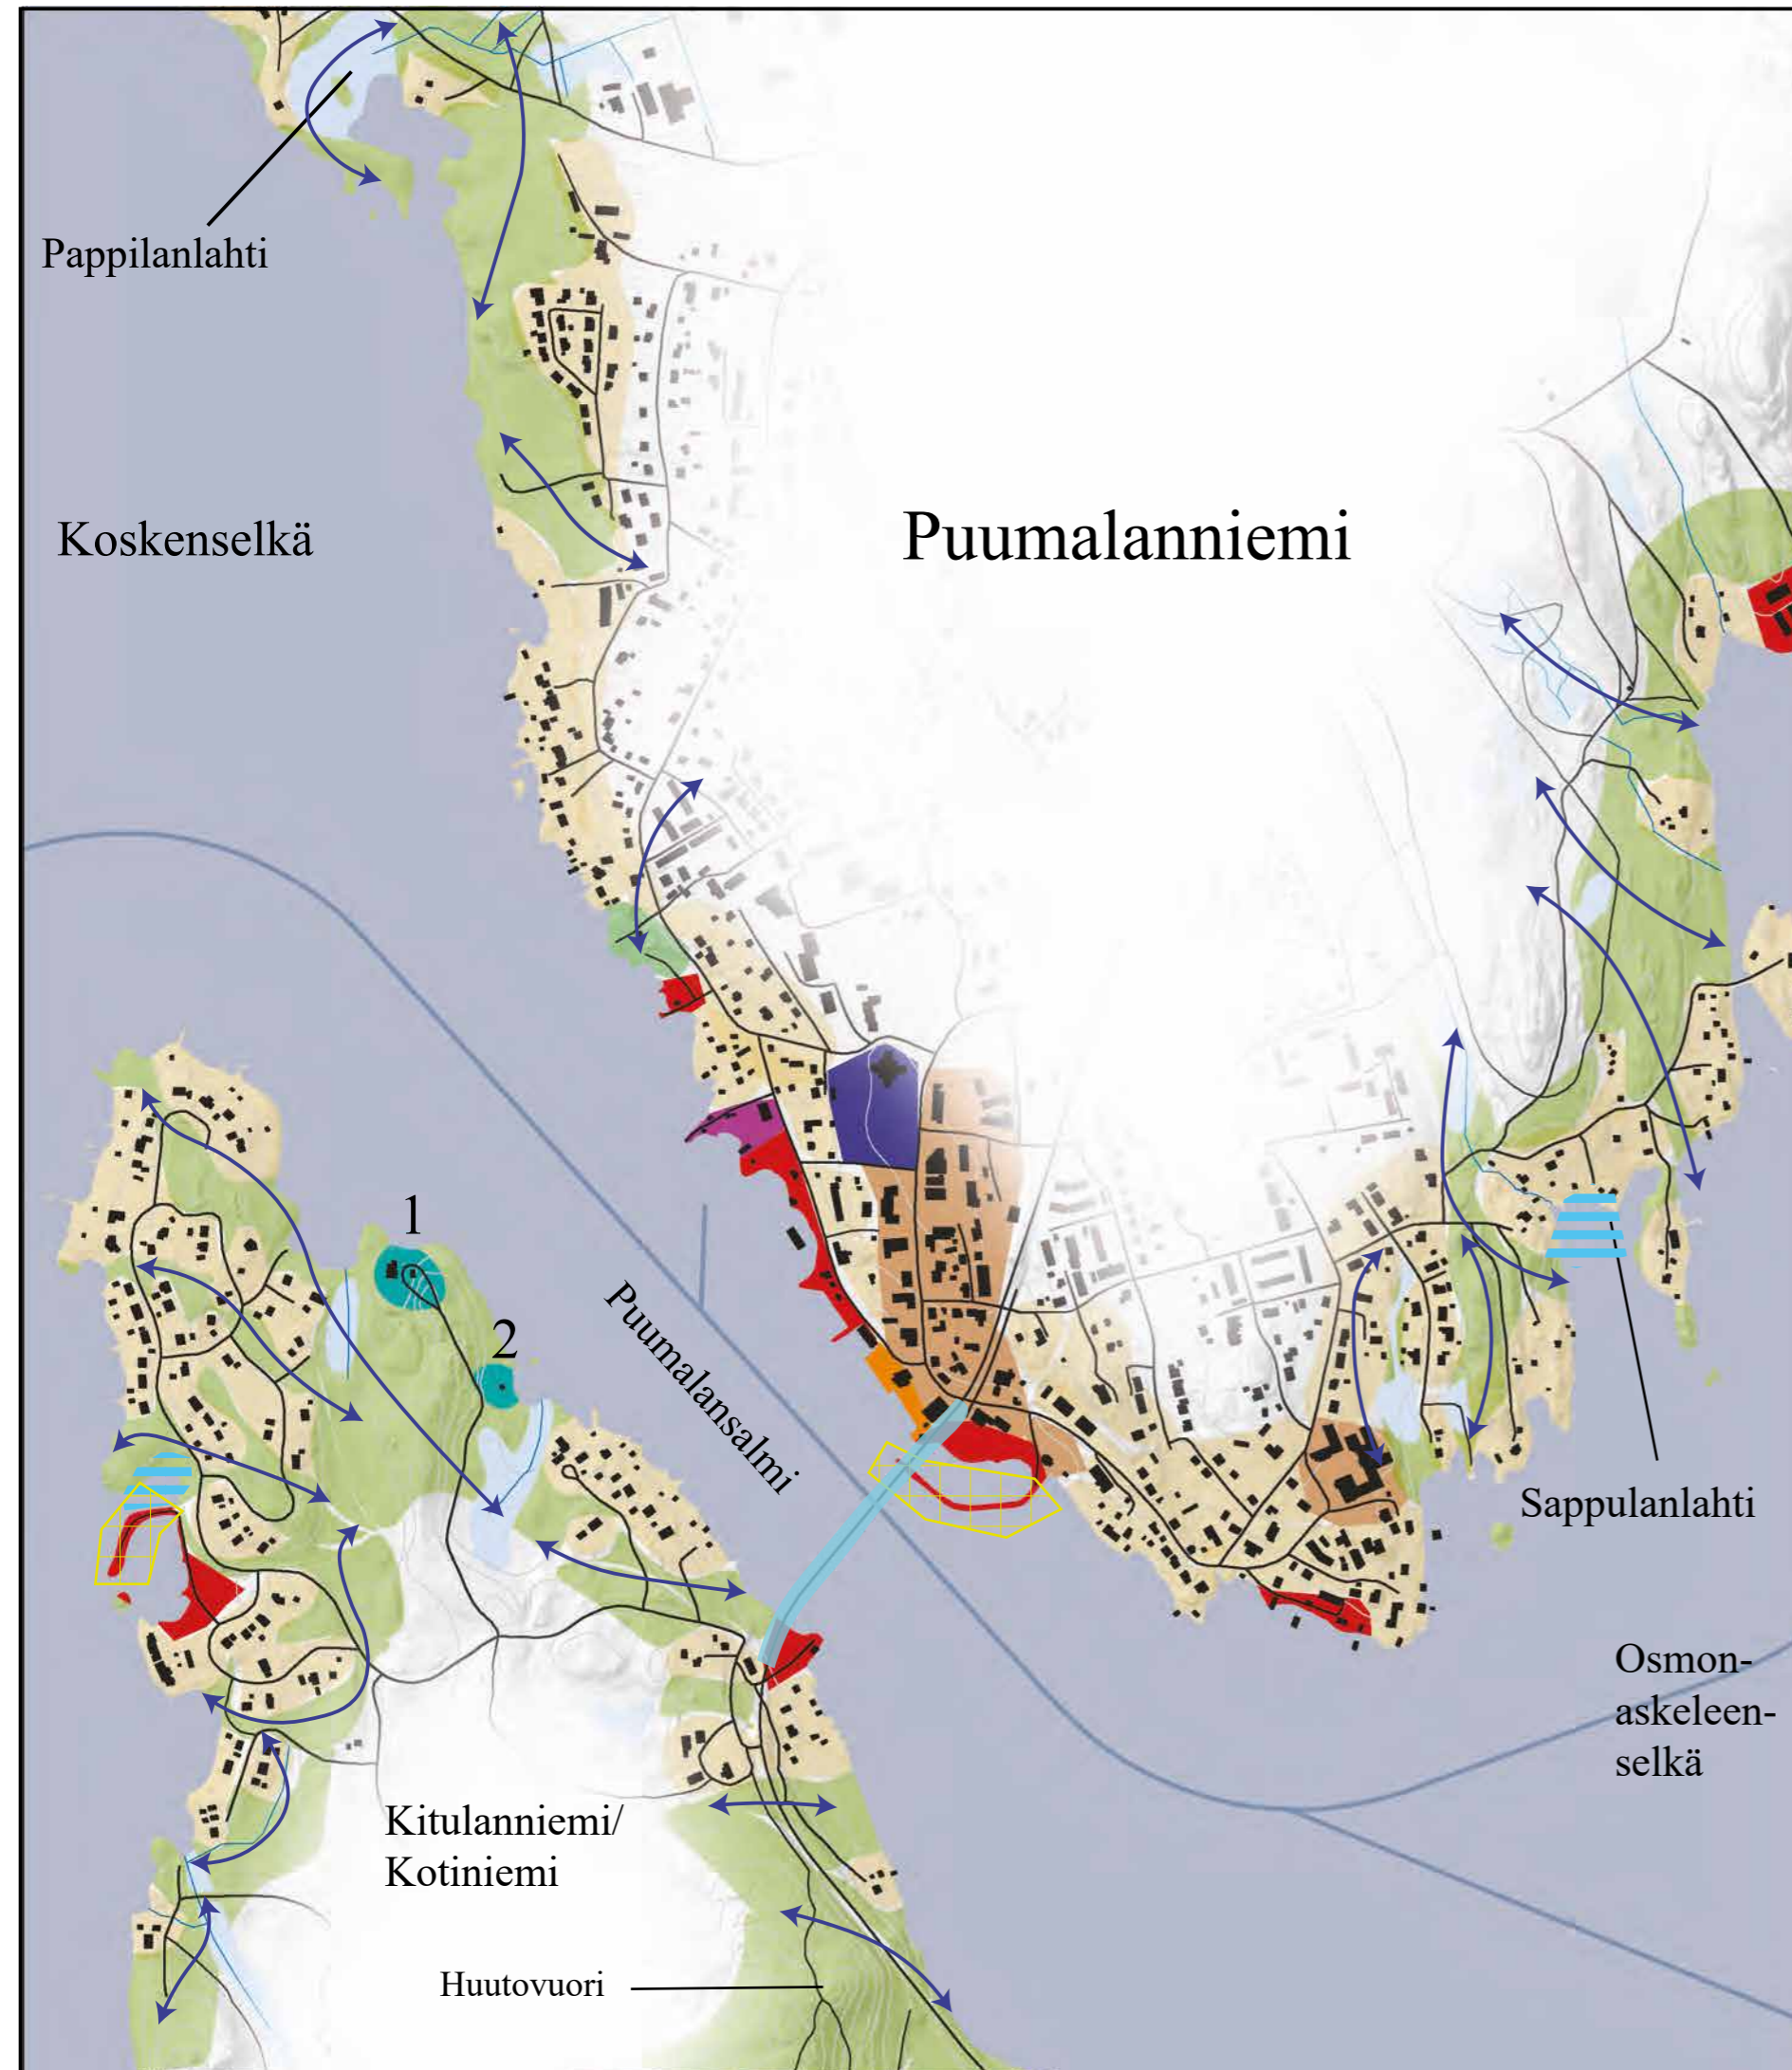 Pappilanlahti
Koskenselkä
Puumalanniemi
1
2
Puumalansalmi
Sappulanlahti
Osmon-
askeleen-
selkä
Kitulanniemi/
Kotiniemi
Huutovuori